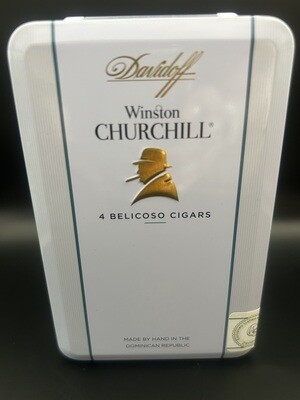 Davidoff
Winston
CHURCHILL®
4 BELICOSO CIGARS
MADE BY HAND IN THE
DOMINICAN REPUBLIC